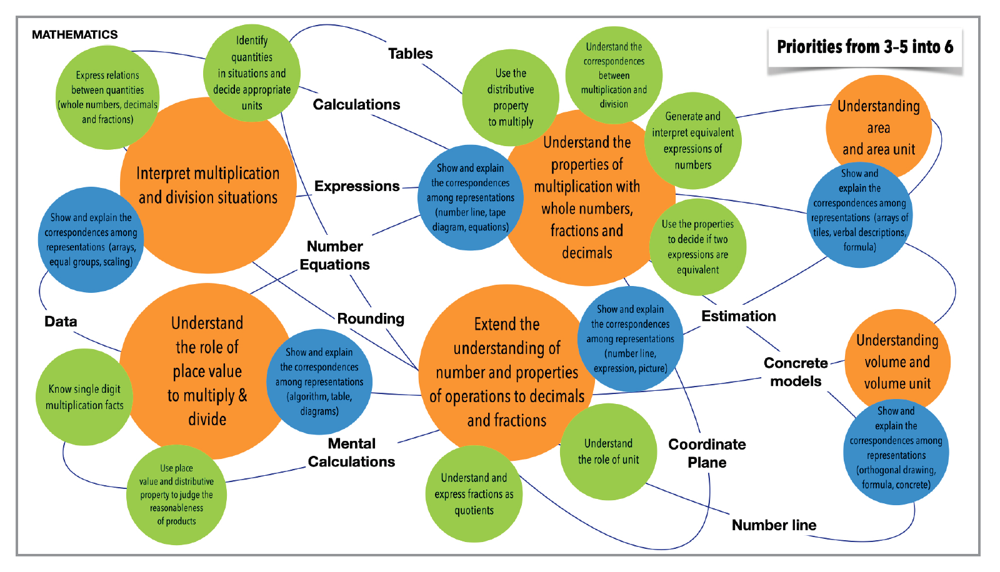 MATHEMATICS
Priorities from 3–5 into 6
Express relations
between quantities
(whole numbers, decimals
and fractions)
Identify
quantities
in situations and
decide appropriate
units
Tables
Calculations
Expressions
Number
Equations
Rounding
Interpret multiplication
and division situations
Show and explain the
correspondences among
representations (arrays,
equal groups, scaling)
Data
Use the
distributive
property
to multiply
Understand the
correspondences
between
multiplication and
division
Generate and
interpret equivalent
expressions of
numbers
Understand the
properties of
multiplication with
whole numbers,
fractions and
decimals
Show and explain
the correspondences
among representations
(number line, tape
diagram, equations)
Use the properties
to decide if two
expressions are
equivalent
Understanding
area
and area unit
Show and
explain the
correspondences among
representations (arrays of
tiles, verbal descriptions,
formula)
Understand
the role of
place value
to multiply &
divide
Show and explain
the correspondences
among representations
(algorithm, table,
diagrams)
Know single digit
multiplication facts
Use place
value and distributive
property to judge the
reasonableness
of products
Mental
Calculations
Extend the
understanding of
number and properties
of operations to decimals
and fractions
Show and explain
the correspondences
among representations
(number line,
expression, picture)
Understand and
express fractions as
quotients
Understand
the role of unit
Estimation
Concrete
models
Coordinate
Plane
Number line
Understanding
volume and
volume unit
Show and
explain the
correspondences among
representations
(orthogonal drawing,
formula, concrete)